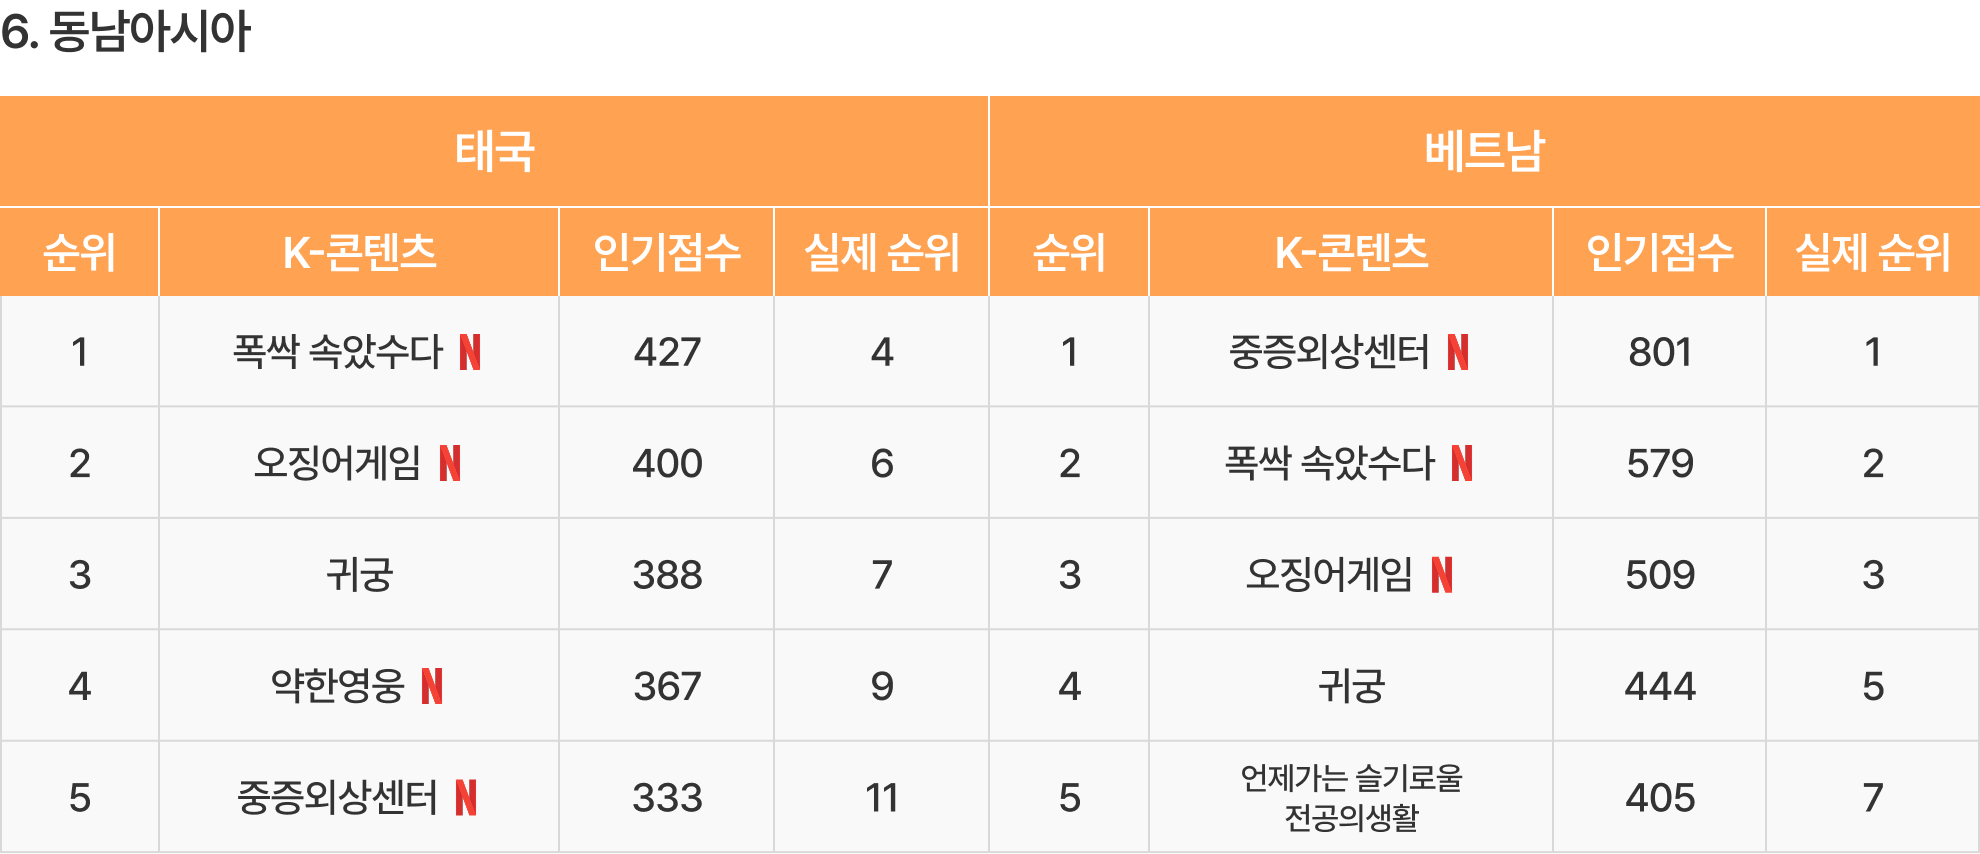 6. 동남아시아
태국 베트남
순위 K-콘텐츠 인기점수 실제 순위 순위 K-콘텐츠 인기점수 실제 순위
1 폭싹 속았수다 N 427 4 1 중증외상센터 N 801 1
2 오징어게임 N 400 6 2 폭싹 속았수다 N 579 2
3 귀궁 388 7 3 오징어게임 N 509 3
4 약한영웅 N 367 9 4 귀궁 444 5
5 중증외상센터 N 333 11 5 언제가는 슬기로울 405 7
전공의생활